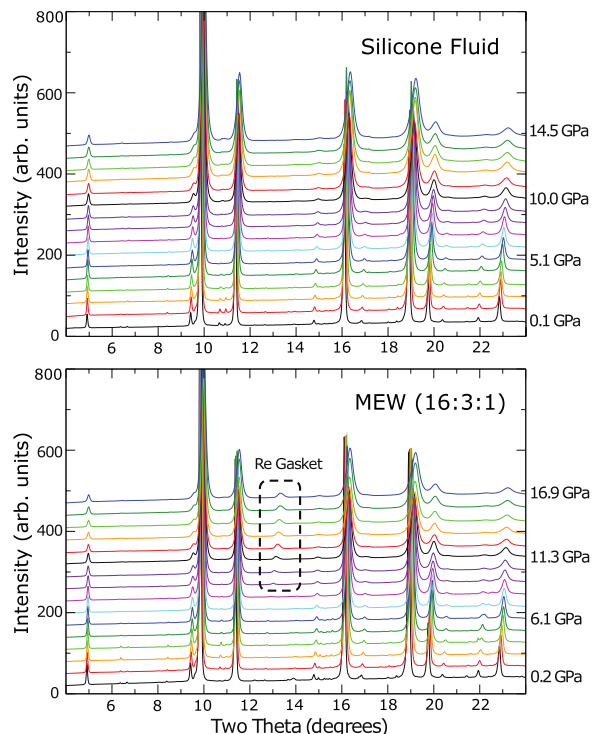 800
Silicone Fluid
600
14.5 GPa
400
10.0 GPa
200
5.1 GPa
0.1 GPa
0
Intensity (arb. units)
6 8 10 12 14 16 18 20 22
800
MEW (16:3:1)
600
Re Gasket
16.9 GPa
400
11.3 GPa
200
6.1 GPa
0.2 GPa
0
Intensity (arb. units)
6 8 10 12 14 16 18 20 22
Two Theta (degrees)